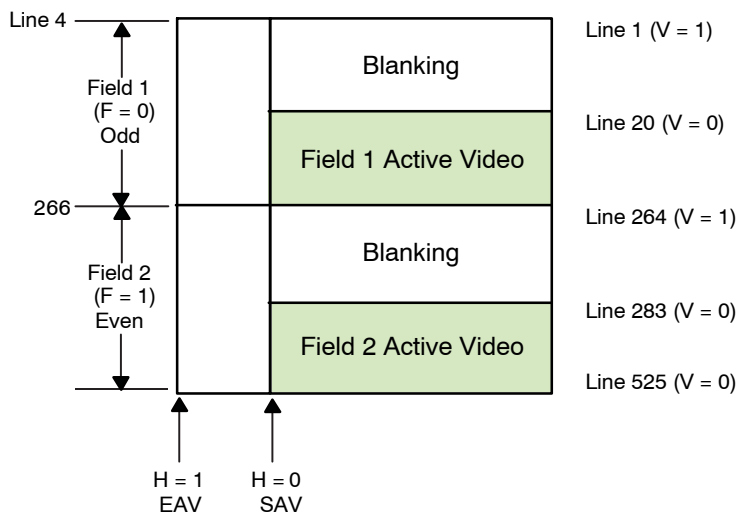 Line 4
Line 1 (V = 1)
Blanking
Field 1
(F = 0)
Odd
Line 20 (V = 0)
Field 1 Active Video
266
Line 264 (V = 1)
Blanking
Field 2
(F = 1)
Even
Line 283 (V = 0)
Field 2 Active Video
Line 525 (V = 0)
H = 1
EAV
H = 0
SAV